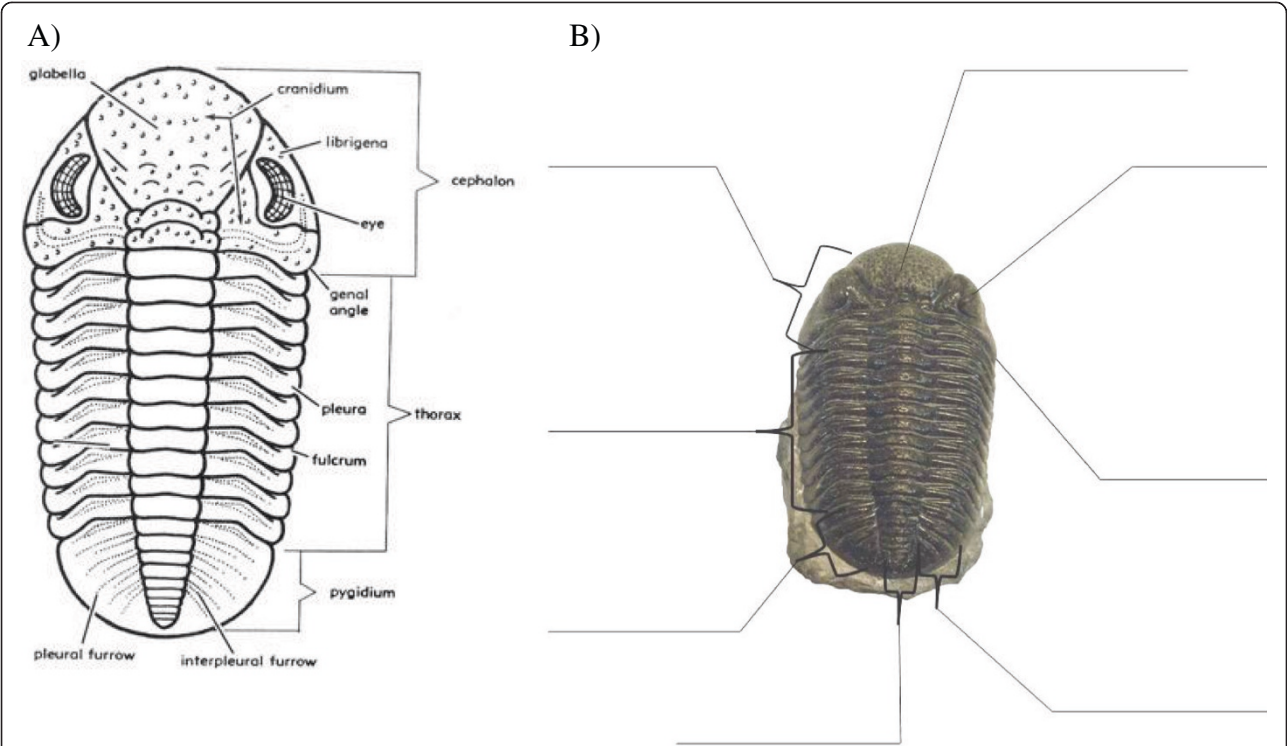 A)
B)
glabella
cranidium
librigena
cephalon
eye
genal
angle
pleura
thorax
fulcrum
pygidium
pleural furrow
interpleural furrow